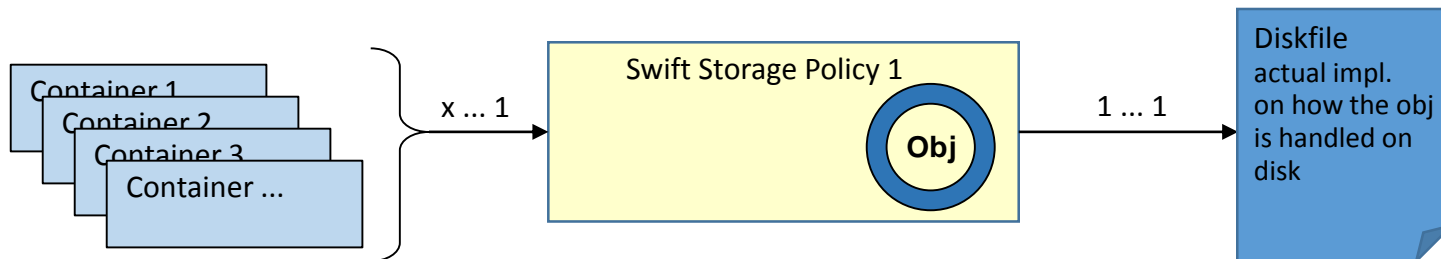 Container 1
Container 2
Container 3
Container ...
x ... 1
Swift Storage Policy 1
Obj
1 ... 1
Diskfile
actual impl.
on how the obj
is handled on
disk